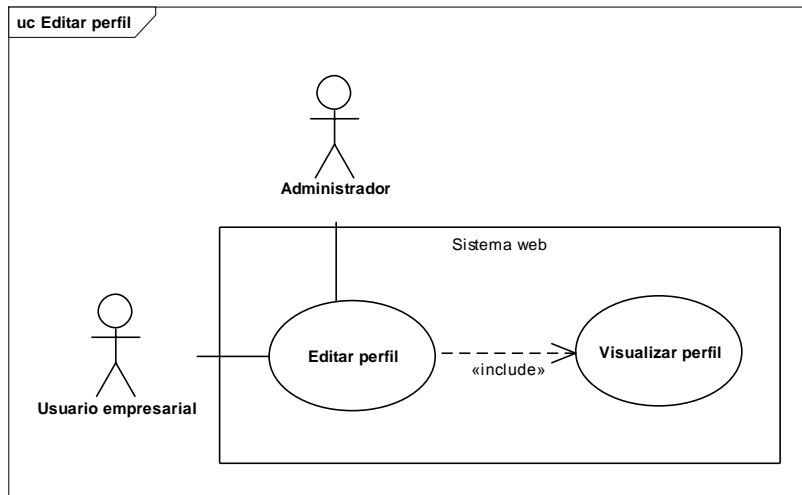 uc Editar perfil
Administrador
Sistema web
Editar perfil
«include»
Visualizar perfil
Usuario empresarial